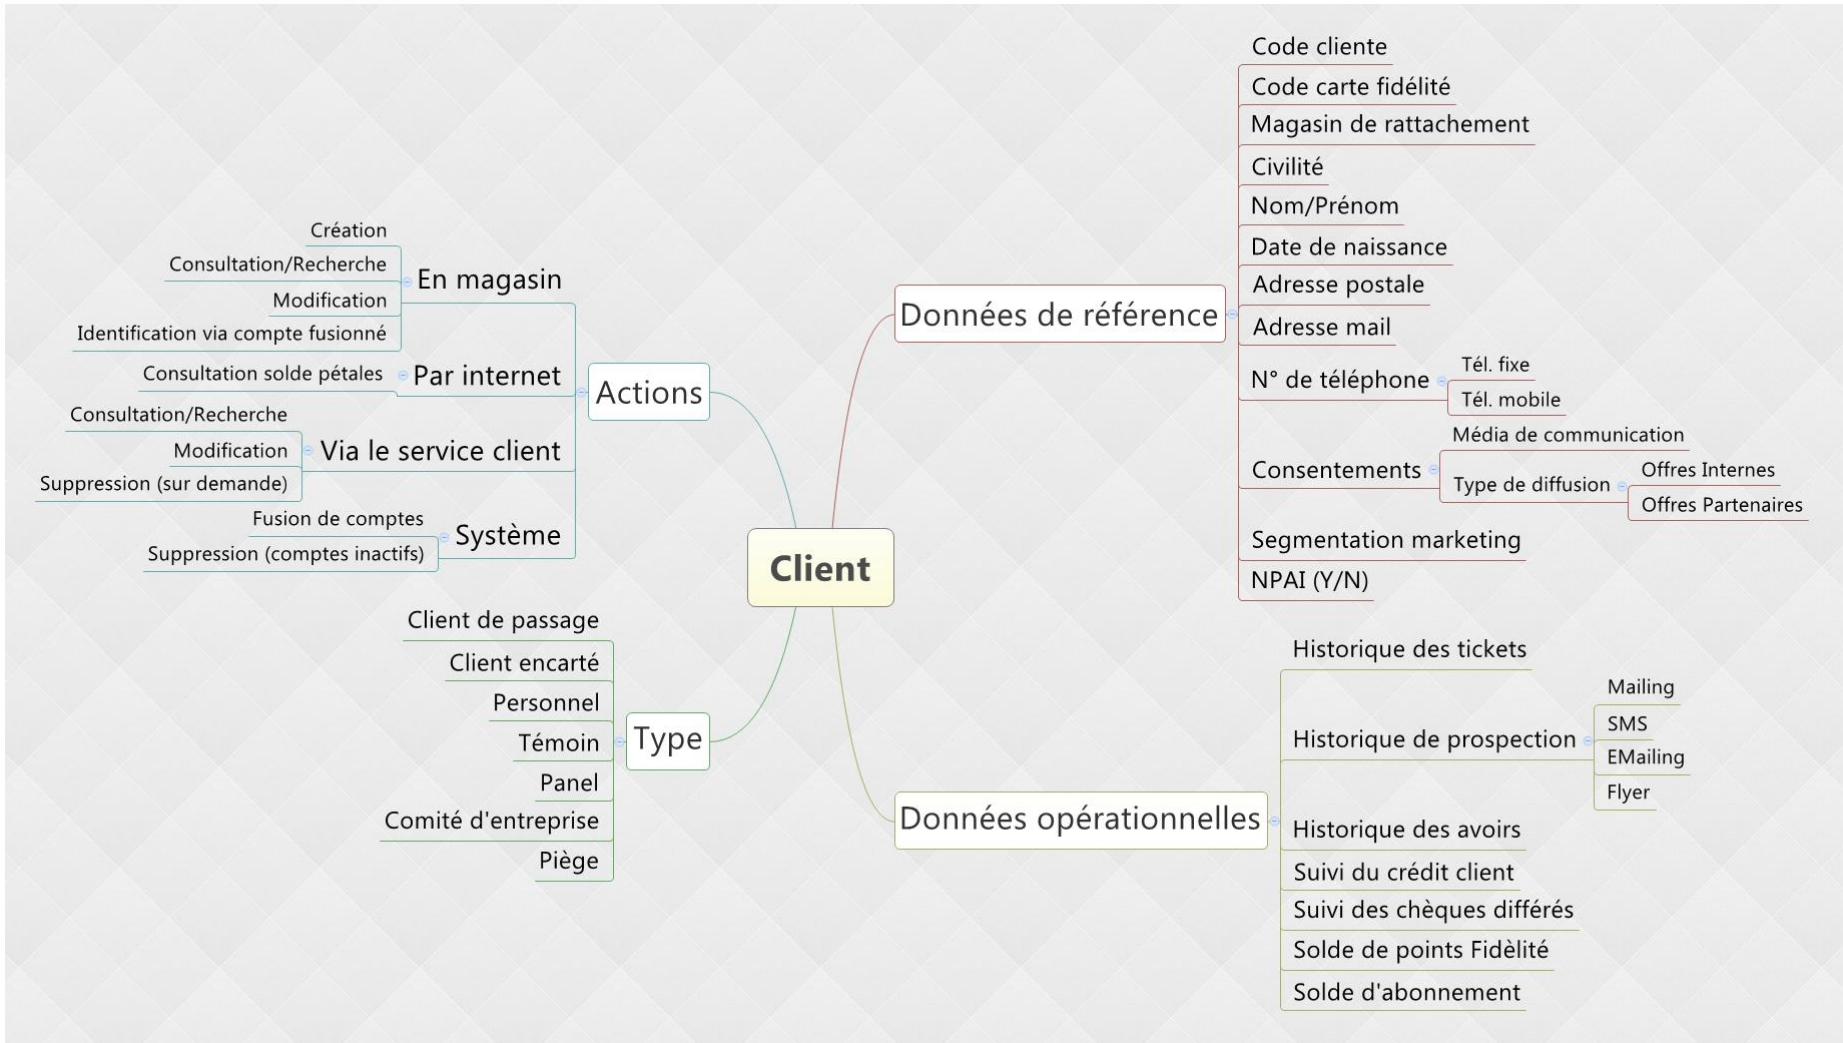 Client
Données de référence
Code cliente
Code carte fidélité
Magasin de rattachement
Civilité
Nom/Prénom
Date de naissance
Adresse postale
Adresse mail
N° de téléphone
Tél. fixe
Tél. mobile
Consentements
Média de communication
Type de diffusion
Offres Internes
Offres Partenaires
Segmentation marketing
NPAI (Y/N)
Données opérationnelles
Historique des tickets
Historique de prospection
Mailing
SMS
EMailing
Flyer
Historique des avoirs
Suivi du crédit client
Suivi des chèques différés
Solde de points Fidèlité
Solde d'abonnement
Actions
En magasin
Création
Consultation/Recherche
Modification
Identification via compte fusionné
Par internet
Consultation solde pétales
Via le service client
Consultation/Recherche
Modification
Suppression (sur demande)
Système
Fusion de comptes
Suppression (comptes inactifs)
Type
Client de passage
Client encarté
Personnel
Témoin
Panel
Comité d'entreprise
Piège